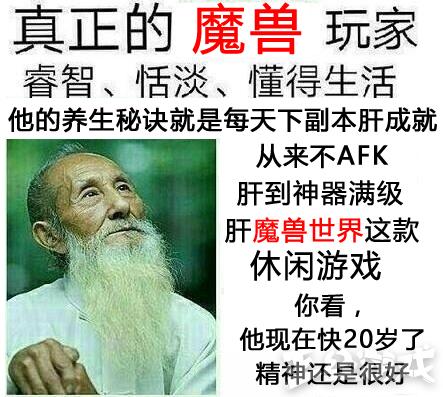 真正的 魔兽 玩家
睿智、恬淡、懂得生活
他的养生秘诀就是每天下副本肝成就
从来不AFK
肝到神器满级
肝魔兽世界这款
休闲游戏
你看，
他现在快20岁了
精神还是很好